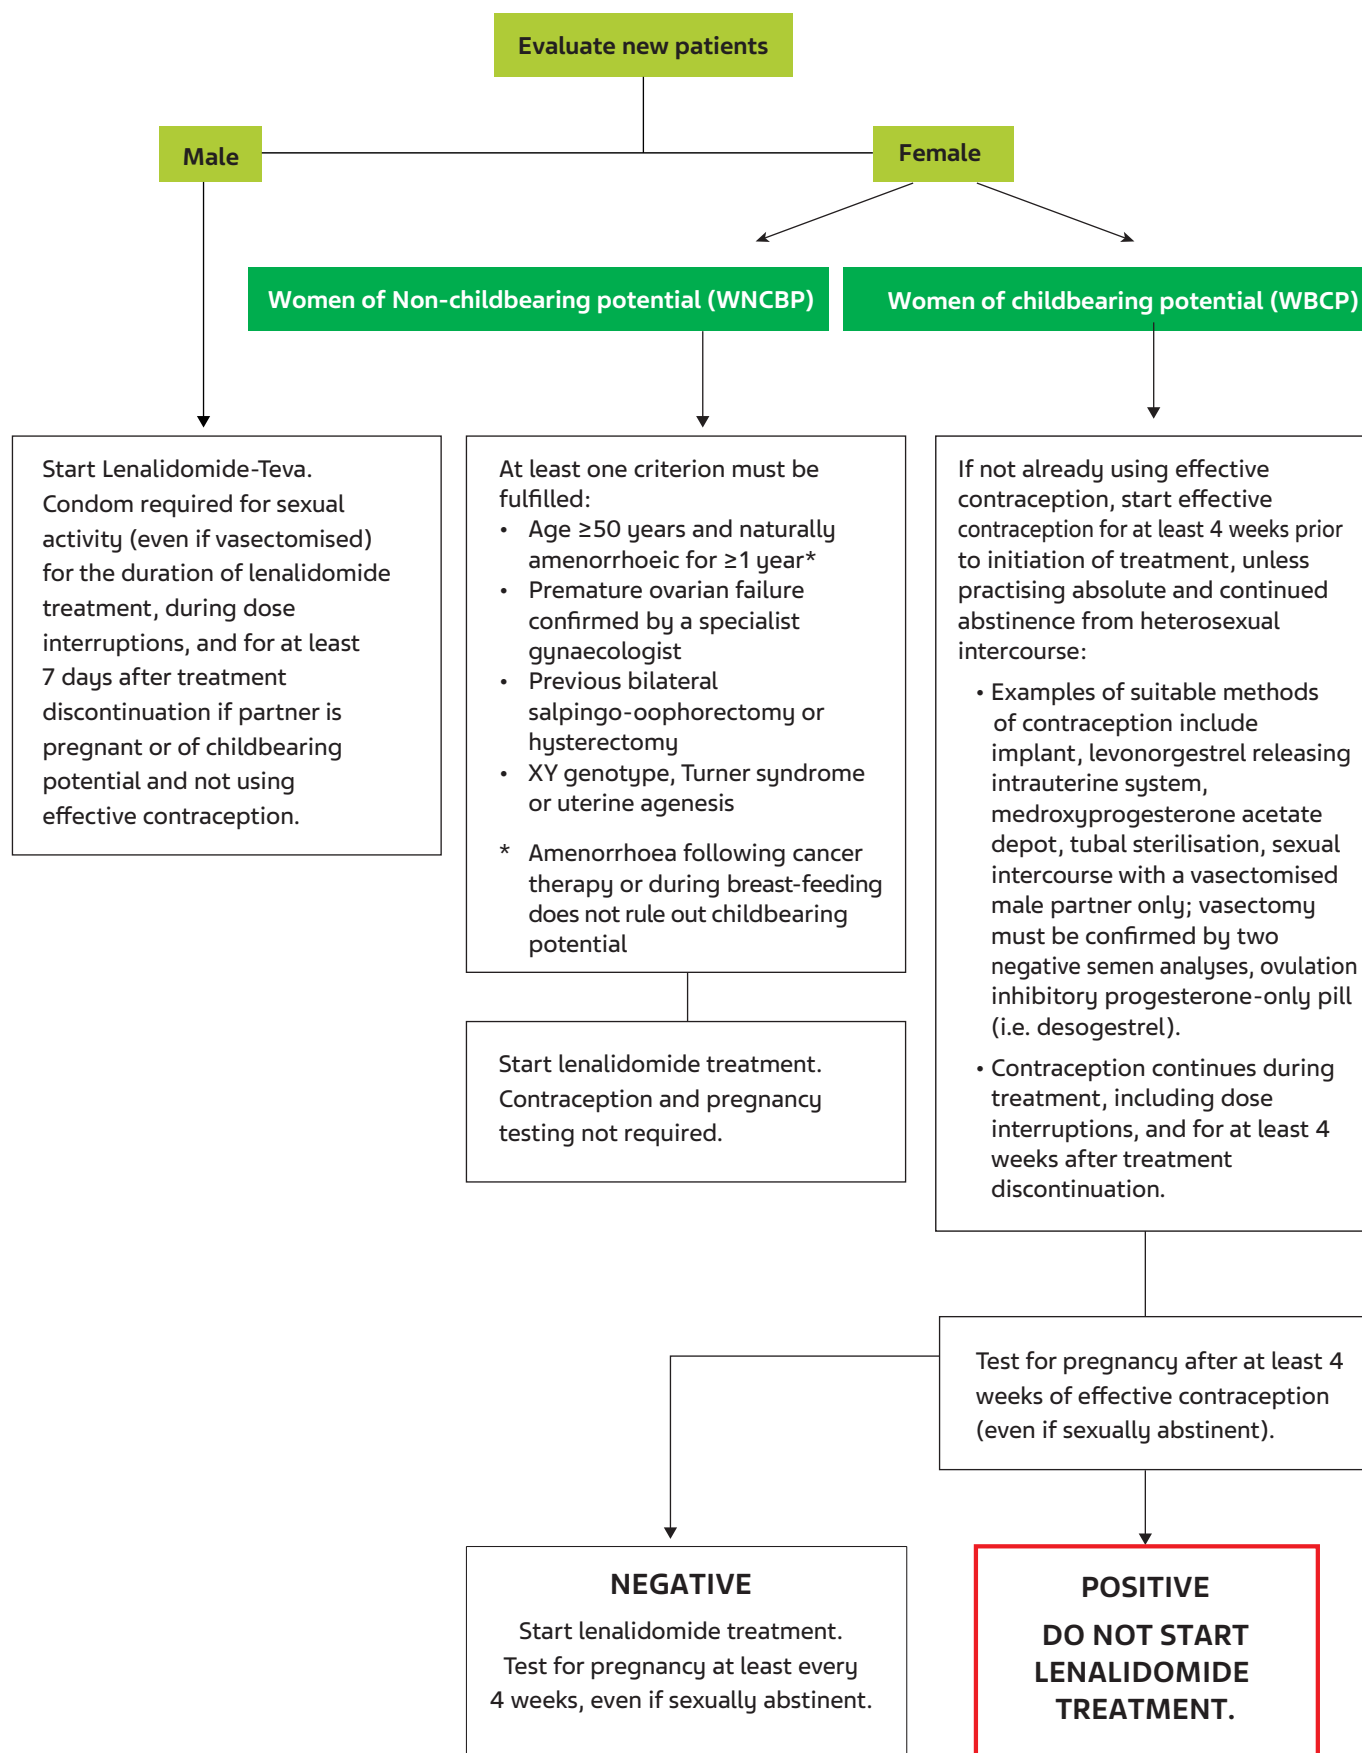 Evaluate new patients
Male
Female
Women of Non-childbearing potential (WNCBP)
Women of childbearing potential (WBCP)
Start Lenalidomide-Teva.
Condom required for sexual
activity (even if vasectomised)
for the duration of lenalidomide
treatment, during dose
interruptions, and for at least
7 days after treatment
discontinuation if partner is
pregnant or of childbearing
potential and not using
effective contraception.
At least one criterion must be
fulfilled:
• Age ≥50 years and naturally
amenorrhoeic for ≥1 year*
• Premature ovarian failure
confirmed by a specialist
gynaecologist
• Previous bilateral
salpingo-oophorectomy or
hysterectomy
• XY genotype, Turner syndrome
or uterine agenesis
* Amenorrhoea following cancer
therapy or during breast-feeding
does not rule out childbearing
potential
Start lenalidomide treatment.
Contraception and pregnancy
testing not required.
If not already using effective
contraception, start effective
contraception for at least 4 weeks prior
to initiation of treatment, unless
practising absolute and continued
abstinence from heterosexual
intercourse:
• Examples of suitable methods
of contraception include
implant, levonorgestrel releasing
intrauterine system,
medroxyprogesterone acetate
depot, tubal sterilisation, sexual
intercourse with a vasectomised
male partner only; vasectomy
must be confirmed by two
negative semen analyses, ovulation
inhibitory progesterone-only pill
(i.e. desogestrel).
• Contraception continues during
treatment, including dose
interruptions, and for at least 4
weeks after treatment
discontinuation.
Test for pregnancy after at least 4
weeks of effective contraception
(even if sexually abstinent).
NEGATIVE
Start lenalidomide treatment.
Test for pregnancy at least every
4 weeks, even if sexually abstinent.
POSITIVE
DO NOT START
LENALIDOMIDE
TREATMENT.